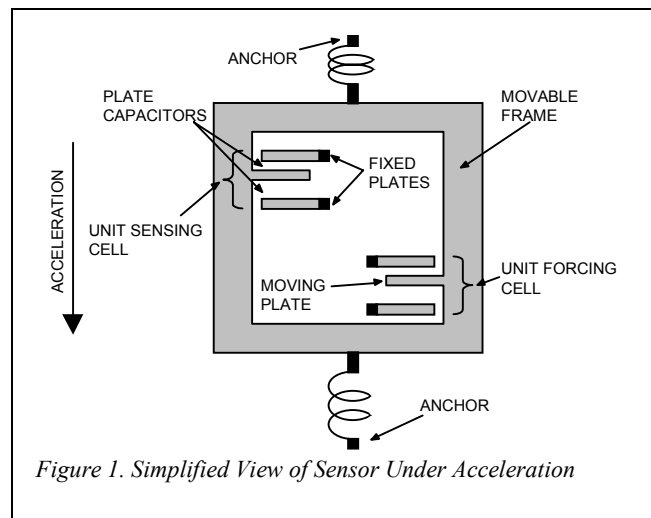 ANCHOR
PLATE
CAPACITORS
MOVABLE
FRAME
FIXED
PLATES
UNIT SENSING
CELL
ACCELERATION
MOVING
PLATE
UNIT FORCING
CELL
ANCHOR
Figure 1. Simplified View of Sensor Under Acceleration